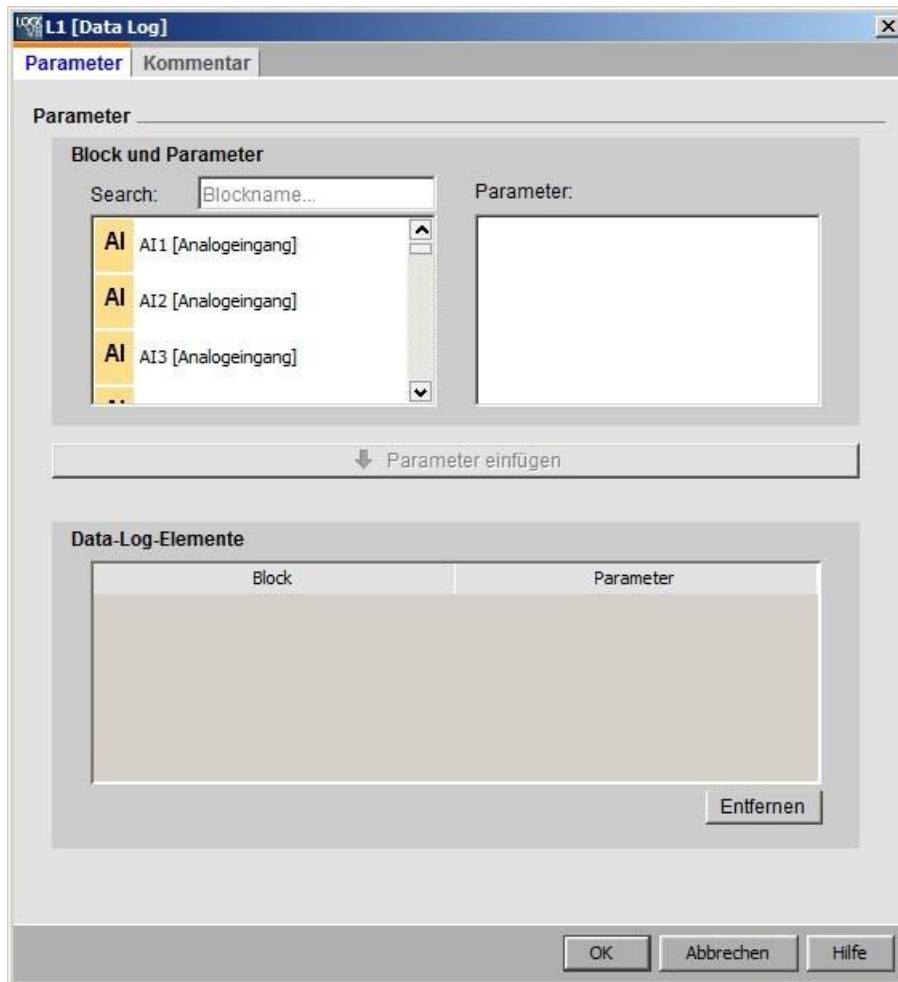 L1 [Data Log]
Parameter Kommentar
Parameter
Block und Parameter
Search: Blockname...
Parameter:
AI AI1 [Analogeingang]
AI AI2 [Analogeingang]
AI AI3 [Analogeingang]
Parameter einfügen
Data-Log-Elemente
Block Parameter
Entfernen
OK Abbrechen Hilfe